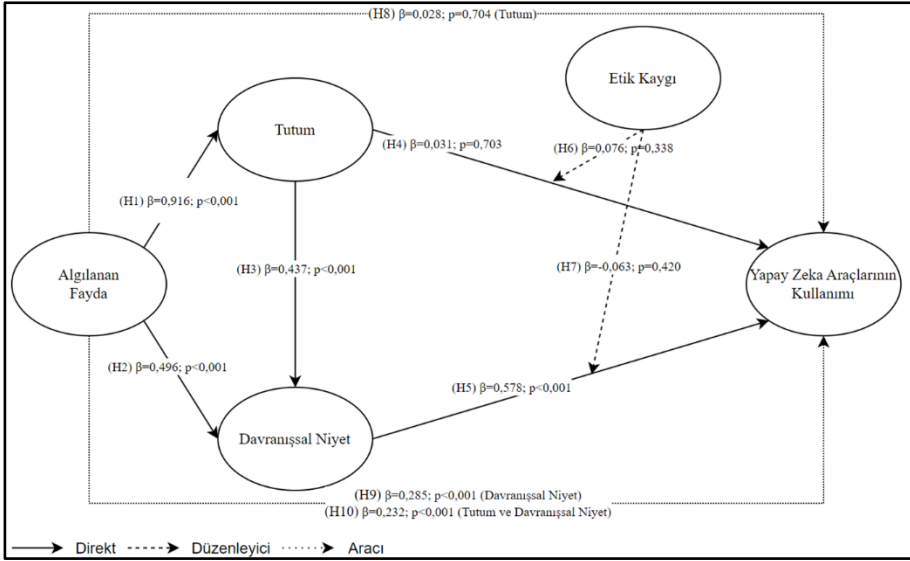 (H8) β=0,028; p=0,704 (Tutum)
Etik Kaygı
Tutum
(H4) β=0,031; p=0,703
(H6) β=0,076; p=0,338
(H1) β=0,916; p<0,001
(H3) β=0,437; p<0,001
(H7) β=-0,063; p=0,420
Algılanan
Fayda
Yapay Zeka Araçlarının
Kullanımı
(H2) β=0,496; p<0,001
(H5) β=0,578; p<0,001
Davranışsal Niyet
(H9) β=0,285; p<0,001 (Davranışsal Niyet)
(H10) β=0,232; p<0,001 (Tutum ve Davranışsal Niyet)
Direkt Düzenleyici Aracı